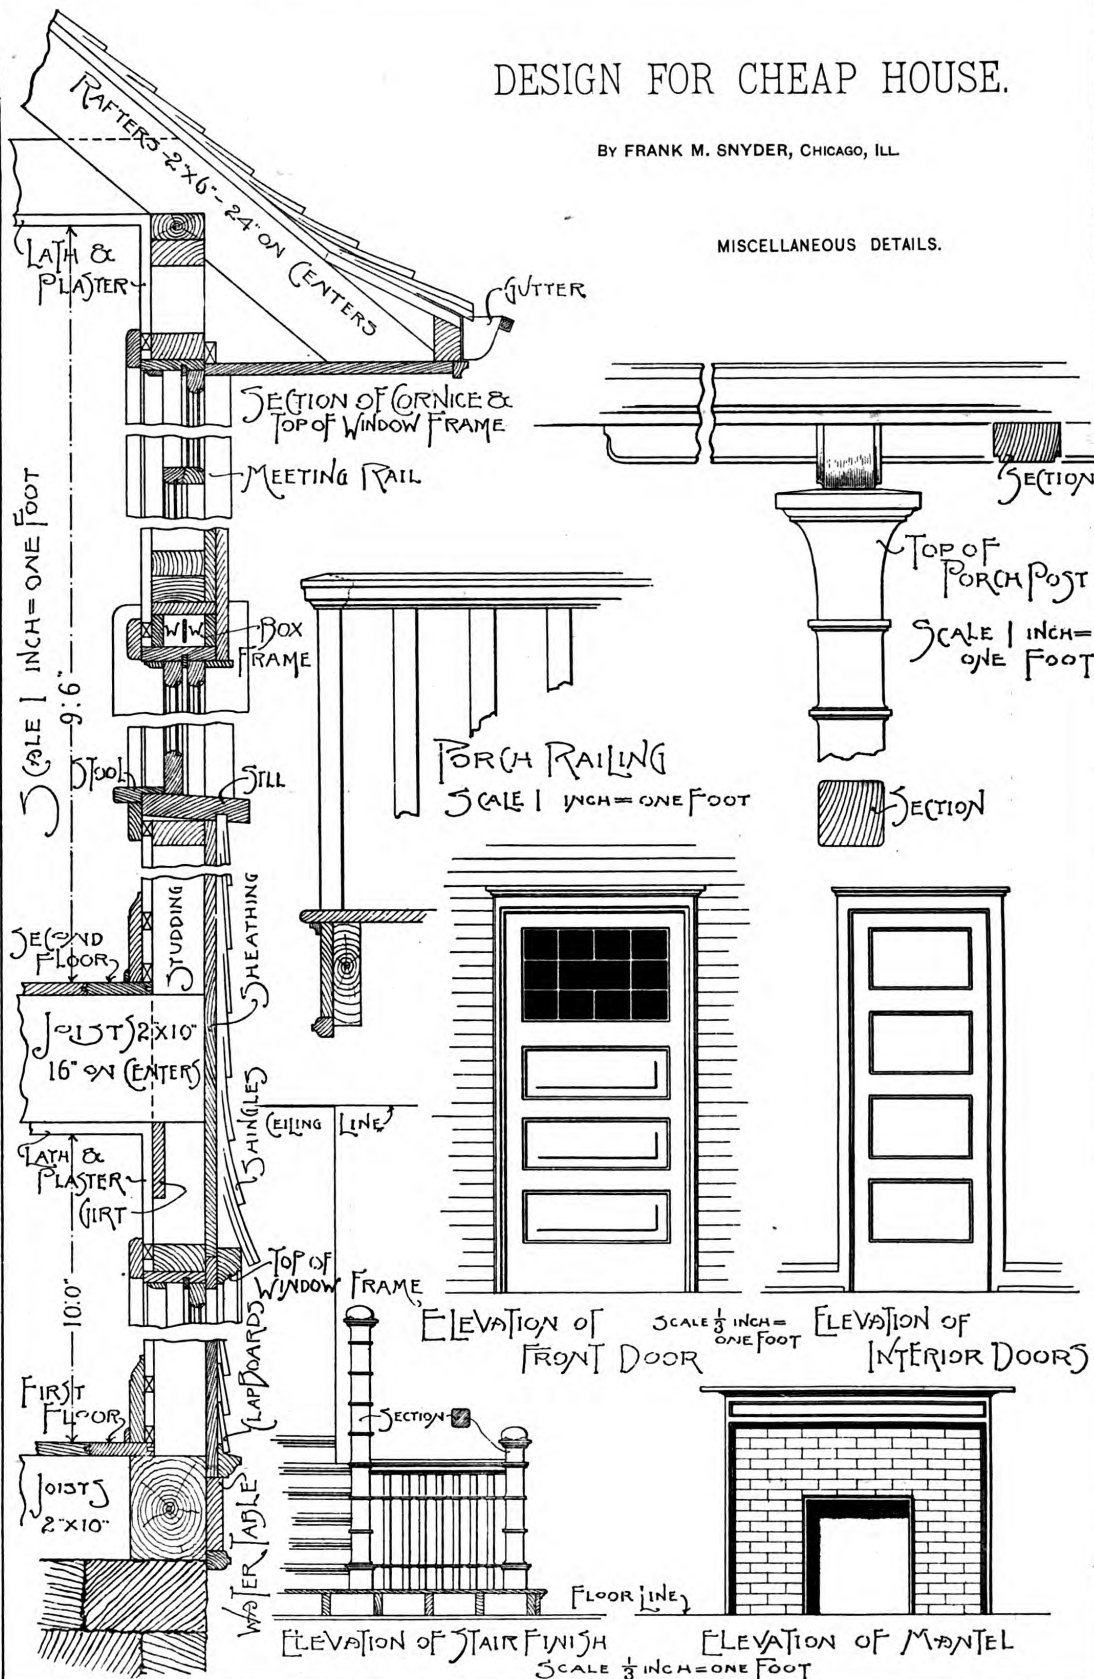 DESIGN FOR CHEAP HOUSE.
BY FRANK M. SNYDER, CHICAGO, ILL.
MISCELLANEOUS DETAILS.
RAFTERS-2"X6"-24" ON CENTERS
LATH &
PLASTER
GUTTER
SECTION OF CORNICE &
TOP OF WINDOW FRAME
MEETING RAIL
SECTION
TOP OF
PORCH POST
SCALE 1 INCH=
ONE FOOT
SCALE 1 INCH=ONE FOOT
9:6"
W W
BOX
FRAME
PORCH RAILING
SCALE 1 INCH=ONE FOOT
STOOL
SILL
SECTION
STUDDING
SHEATHING
SECOND
FLOOR
JOISTS 2"X10"
16" ON CENTERS
SHINGLES
CEILING LINE
LATH &
PLASTER
GIRT
10:0"
TOP OF
WINDOW FRAME
ELEVATION OF
FRONT DOOR
SCALE 1/3 INCH=
ONE FOOT
ELEVATION OF
INTERIOR DOORS
CLAPBOARDS
FIRST
FLOOR
SECTION
JOISTS
2"X10"
WATER TABLE
FLOOR LINE
ELEVATION OF STAIR FINISH
ELEVATION OF MANTEL
SCALE 1/3 INCH=ONE FOOT